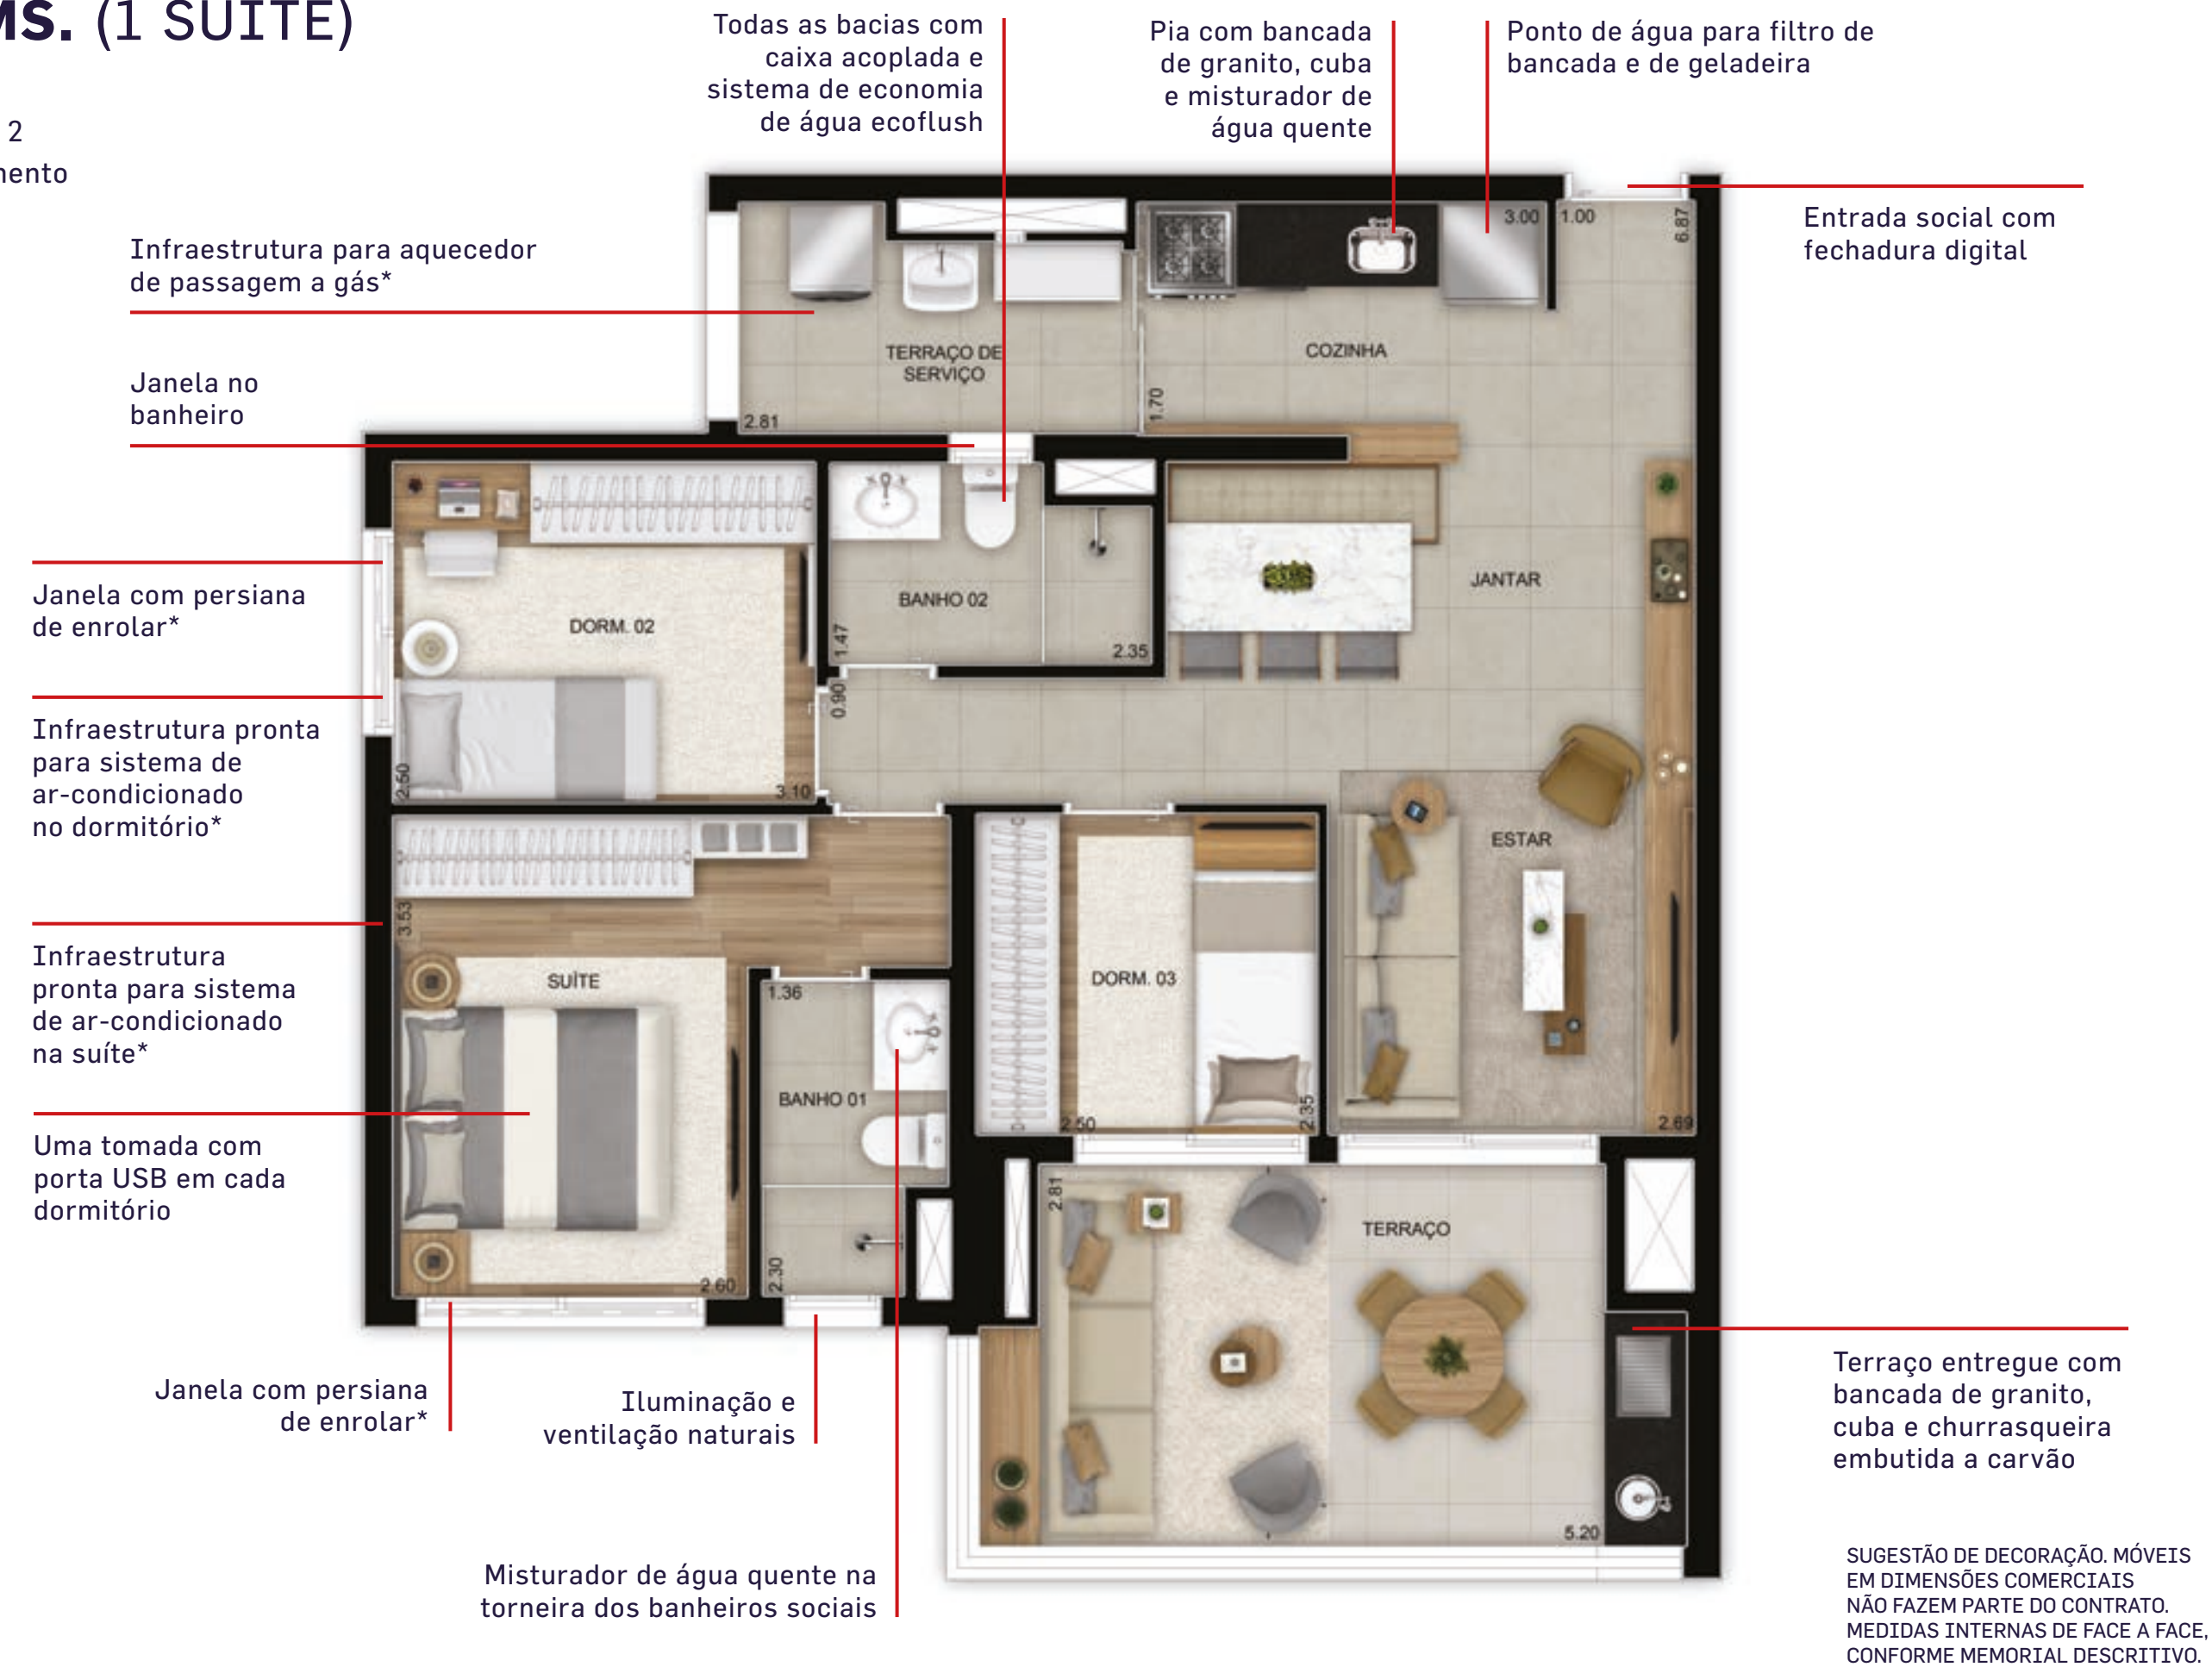 MS. (1 SUÍTE)
2
mento
Todas as bacias com
caixa acoplada e
sistema de economia
de água ecoflush
Pia com bancada
de granito, cuba
e misturador de
água quente
Ponto de água para filtro de
bancada e de geladeira
Entrada social com
fechadura digital
Infraestrutura para aquecedor
de passagem a gás*
Janela no
banheiro
Janela com persiana
de enrolar*
Infraestrutura pronta
para sistema de
ar-condicionado
no dormitório*
Infraestrutura
pronta para sistema
de ar-condicionado
na suíte*
Uma tomada com
porta USB em cada
dormitório
3.00
1.00
6.87
TERRAÇO DE
SERVIÇO
2.81
COZINHA
1.70
DORM. 02
2.50
3.10
BANHO 02
1.47
2.35
0.90
JANTAR
ESTAR
2.69
3.53
SUÍTE
2.60
1.36
BANHO 01
2.30
DORM. 03
2.50
2.35
2.81
TERRAÇO
5.20
Janela com persiana
de enrolar*
Iluminação e
ventilação naturais
Misturador de água quente na
torneira dos banheiros sociais
Terraço entregue com
bancada de granito,
cuba e churrasqueira
embutida a carvão
SUGESTÃO DE DECORAÇÃO. MÓVEIS
EM DIMENSÕES COMERCIAIS
NÃO FAZEM PARTE DO CONTRATO.
MEDIDAS INTERNAS DE FACE A FACE,
CONFORME MEMORIAL DESCRITIVO.